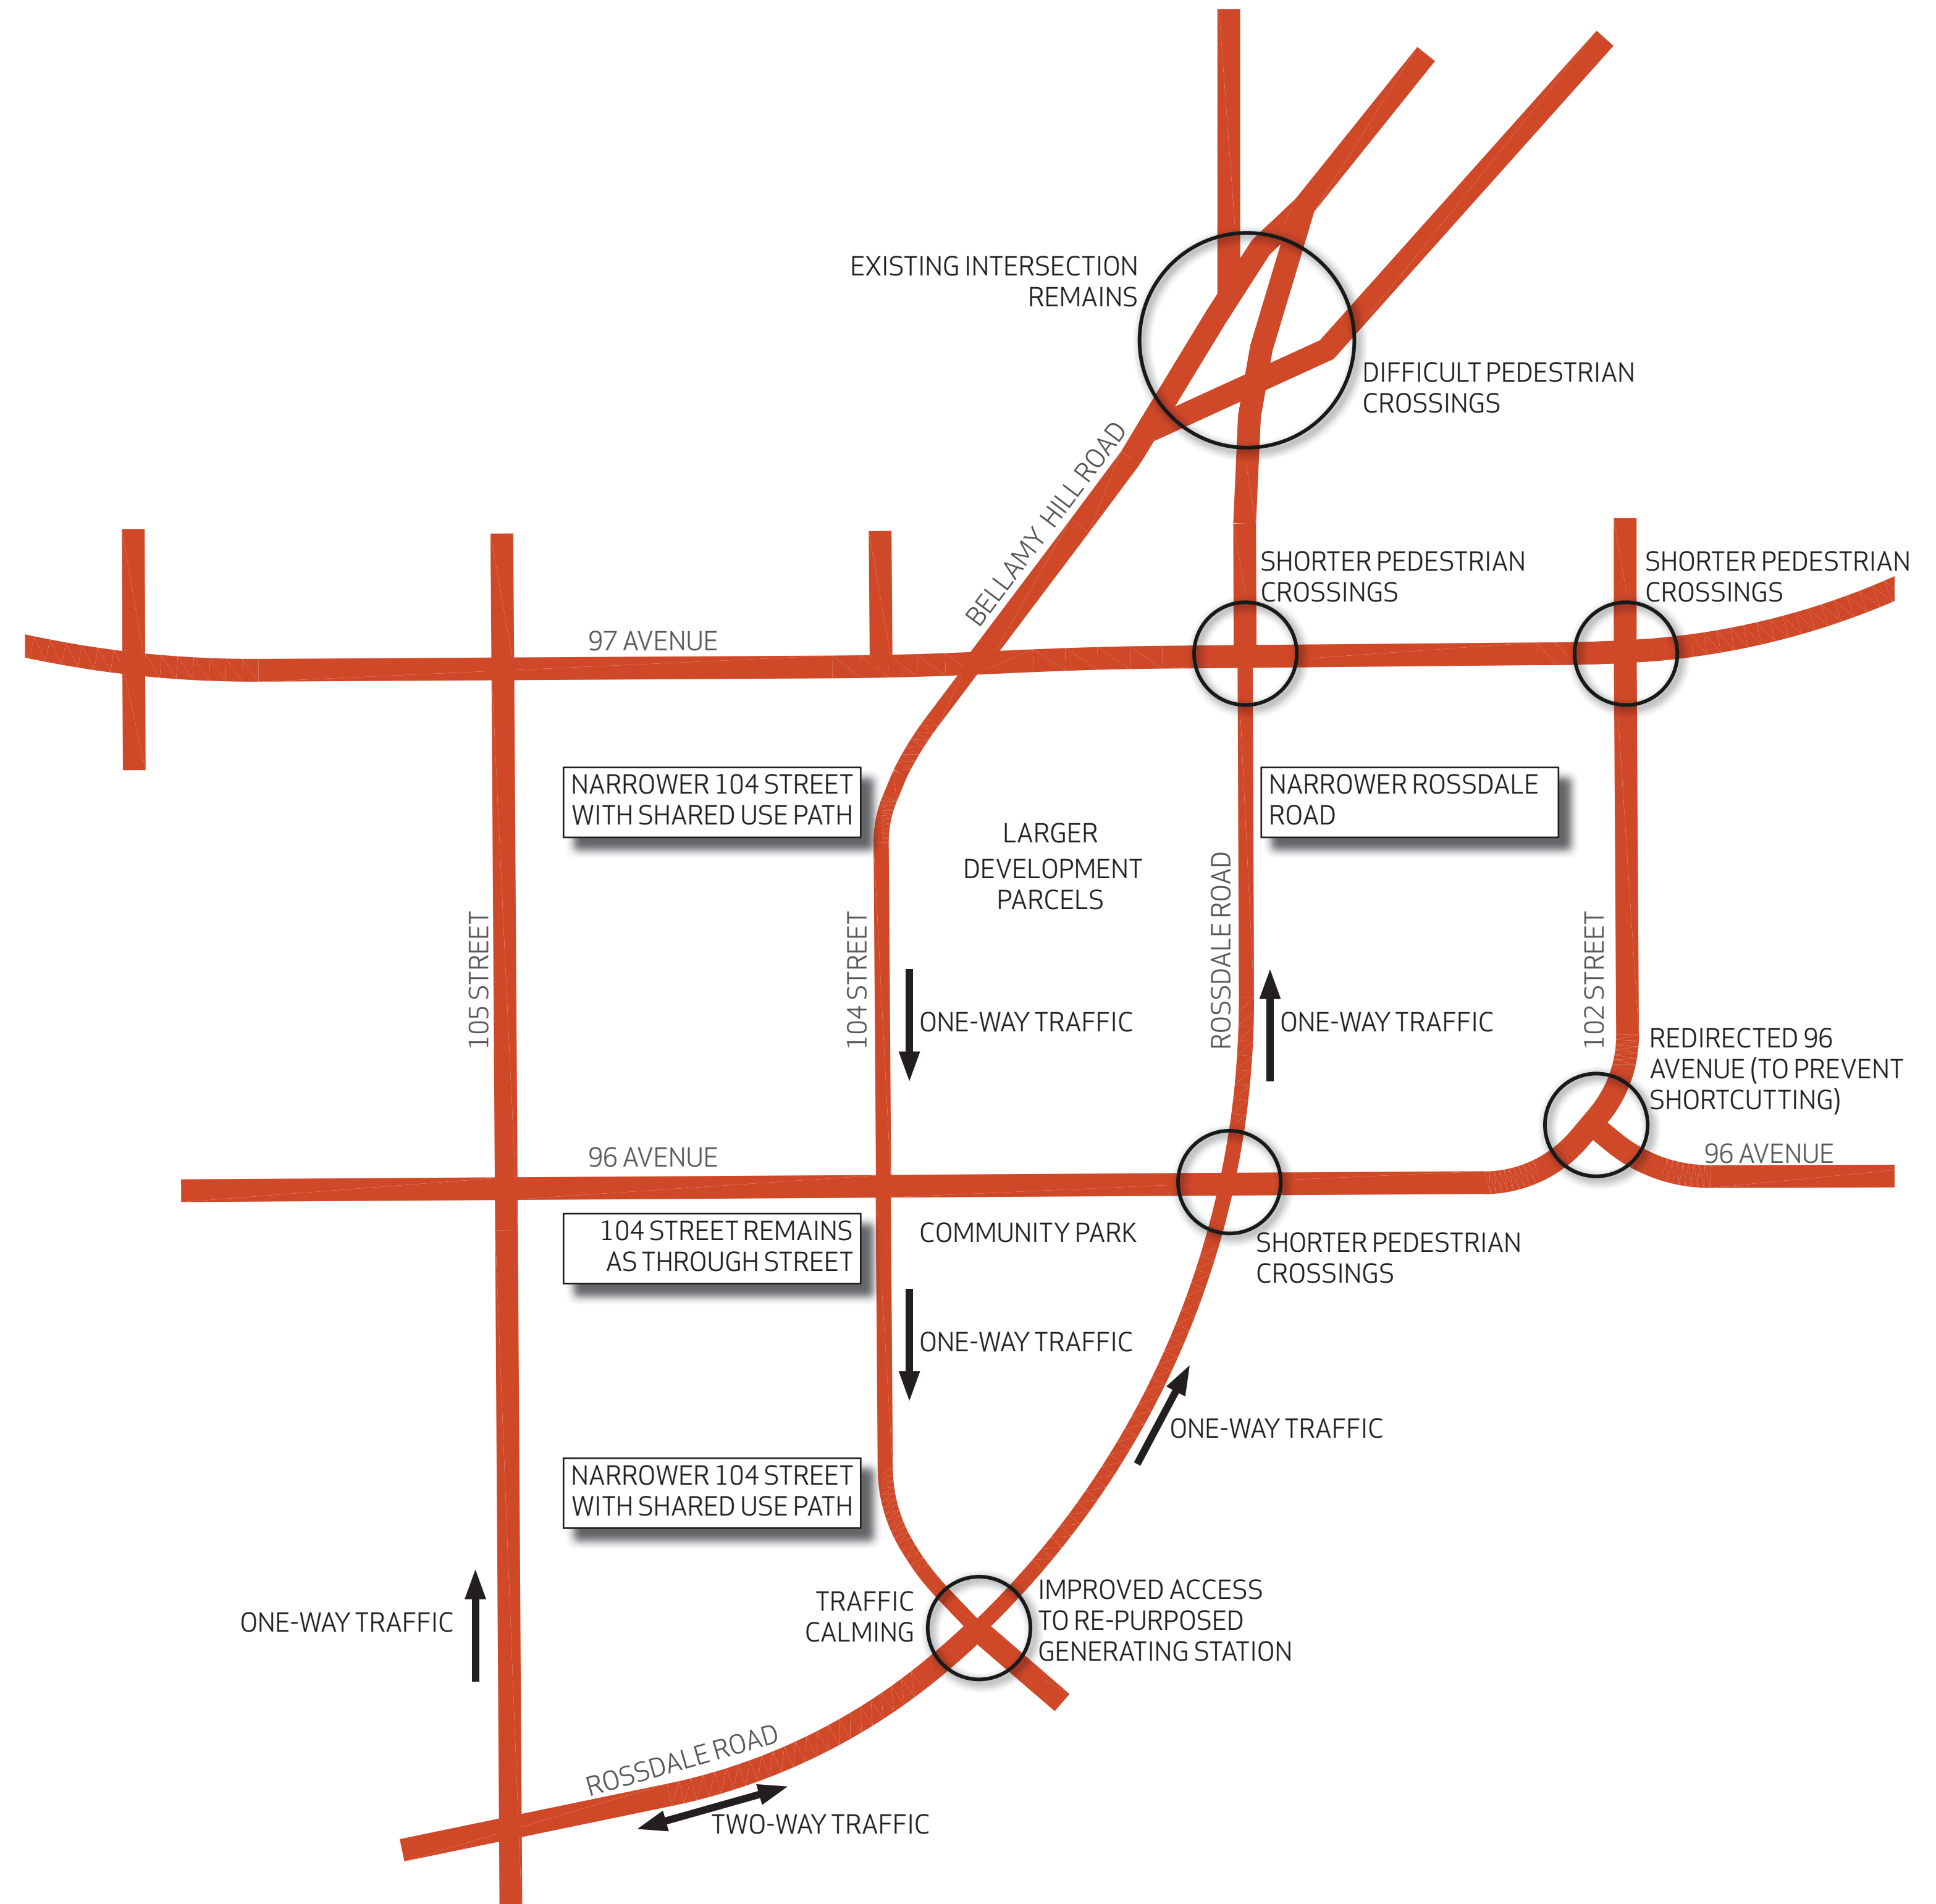 EXISTING INTERSECTION
REMAINS
DIFFICULT PEDESTRIAN
CROSSINGS
BELLAMY HILL ROAD
SHORTER PEDESTRIAN
CROSSINGS
SHORTER PEDESTRIAN
CROSSINGS
97 AVENUE
NARROWER 104 STREET
WITH SHARED USE PATH
NARROWER ROSSDALE
ROAD
LARGER
DEVELOPMENT
PARCELS
105 STREET
104 STREET
ROSSDALE ROAD
102 STREET
ONE-WAY TRAFFIC
ONE-WAY TRAFFIC
REDIRECTED 96
AVENUE (TO PREVENT
SHORTCUTTING)
96 AVENUE
96 AVENUE
104 STREET REMAINS
AS THROUGH STREET
COMMUNITY PARK
SHORTER PEDESTRIAN
CROSSINGS
ONE-WAY TRAFFIC
ONE-WAY TRAFFIC
NARROWER 104 STREET
WITH SHARED USE PATH
TRAFFIC
CALMING
IMPROVED ACCESS
TO RE-PURPOSED
GENERATING STATION
ONE-WAY TRAFFIC
ROSSDALE ROAD
TWO-WAY TRAFFIC